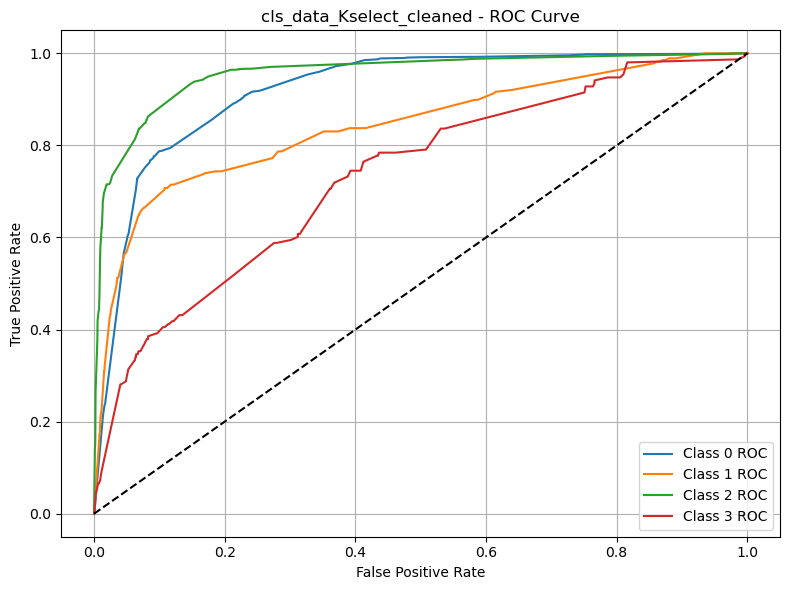 cls_data_Kselect_cleaned - ROC Curve
True Positive Rate
1.0
0.8
0.6
0.4
0.2
0.0
0.0 0.2 0.4 0.6 0.8 1.0
False Positive Rate
Class 0 ROC
Class 1 ROC
Class 2 ROC
Class 3 ROC